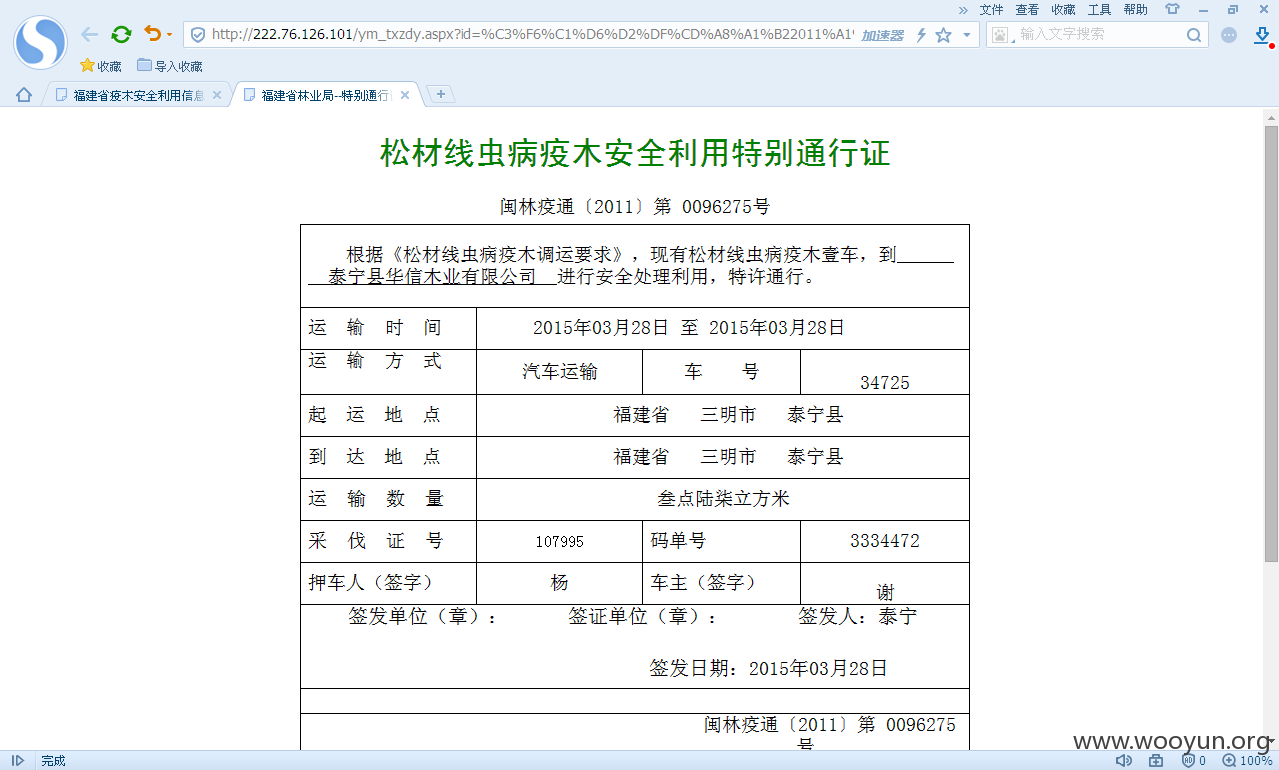 » 文件 查看 收藏 工具 帮助
http://222.76.126.101/ym_txzdy.aspx?id=%C3%F6%C1%D6%D2%DF%CD%A8%A1%B22011%A1% 加速器 输入文字搜索
收藏 导入收藏
福建省疫木安全利用信息 × 福建省林业局--特别通行 × +
松材线虫病疫木安全利用特别通行证
闽林疫通〔2011〕第 0096275号
根据《松材线虫病疫木调运要求》，现有松材线虫病疫木壹车，到
泰宁县华信木业有限公司 进行安全处理利用，特许通行。
运 输 时 间 2015年03月28日 至 2015年03月28日
运 输 方 式 汽车运输 车 号 34725
起 运 地 点 福建省 三明市 泰宁县
到 达 地 点 福建省 三明市 泰宁县
运 输 数 量 叁点陆柒立方米
采 伐 证 号 107995 码单号 3334472
押车人（签字） 杨 车主（签字） 谢
签发单位（章）： 签证单位（章）： 签发人：泰宁
签发日期：2015年03月28日
闽林疫通〔2011〕第 0096275
号
www.wooyun.org
完成 0 100%